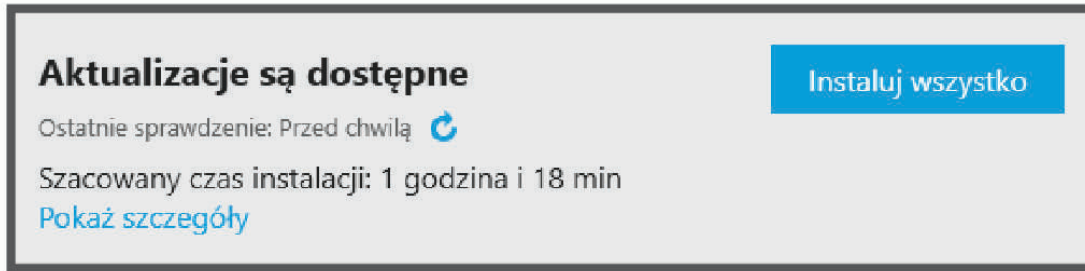 Aktualizacje są dostępne
Instaluj wszystko
Ostatnie sprawdzenie: Przed chwilą
Szacowany czas instalacji: 1 godzina i 18 min
Pokaż szczegóły